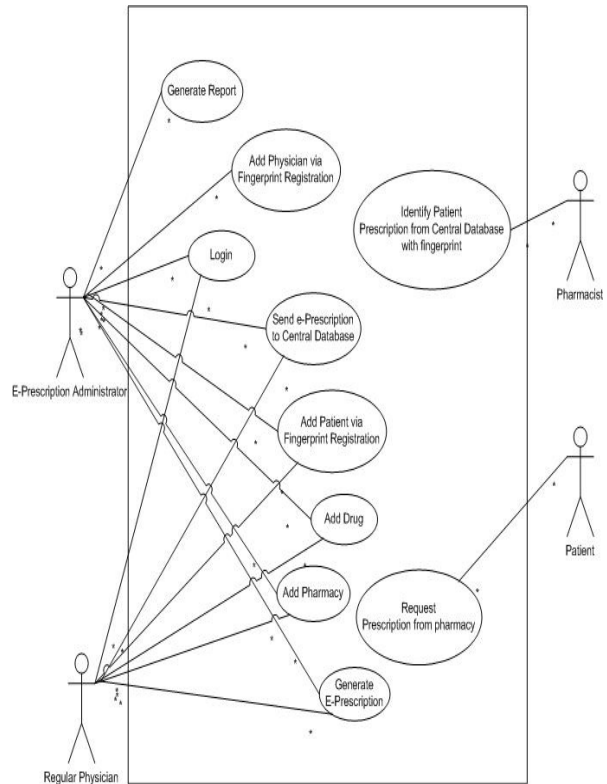 Generate Report
Add Physician via
Fingerprint Registration
Identify Patient
Prescription from Central Database
with fingerprint
Login
Pharmacist
Send e-Prescription
to Central Database
E-Prescription Administrator
Add Patient via
Fingerprint Registration
Add Drug
Patient
Add Pharmacy
Request
Prescription from pharmacy
Generate
E-Prescription
Regular Physician